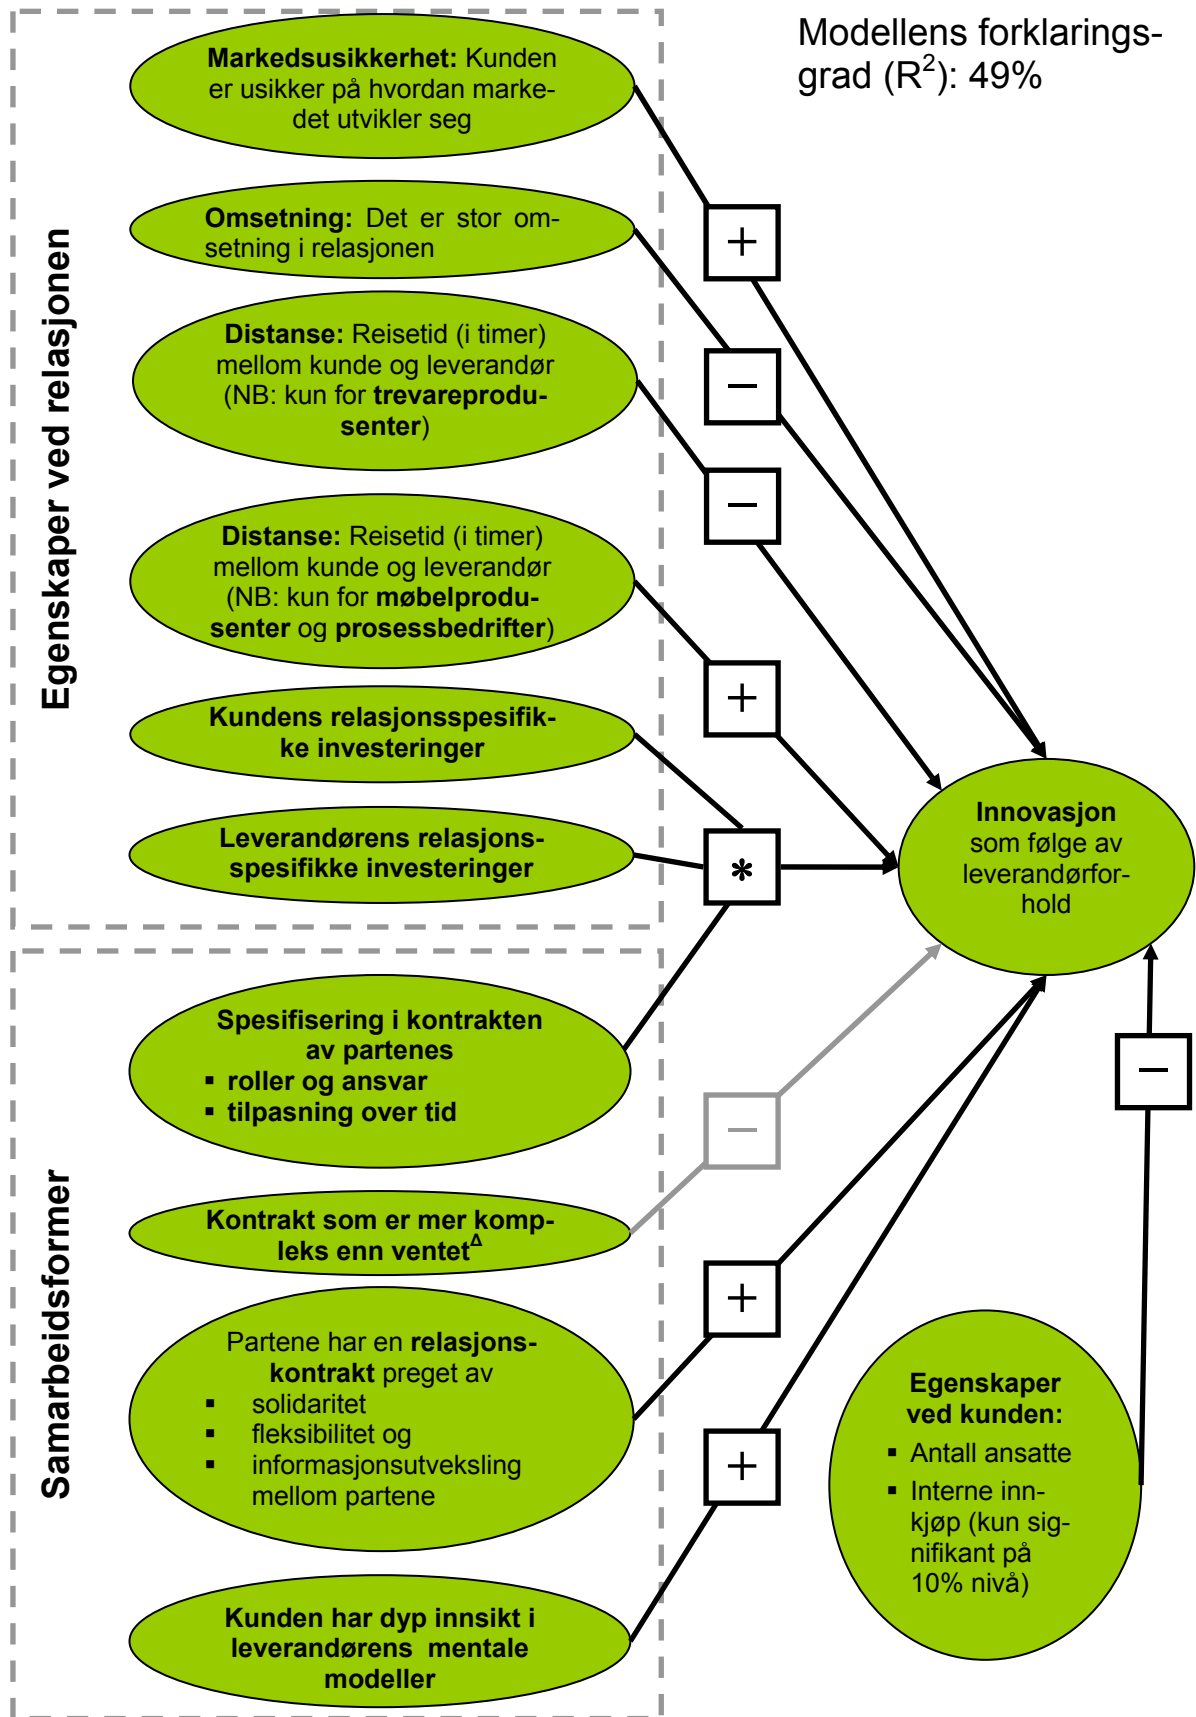 Modellens forklarings-
grad (R²): 49%
Egenskaper ved relasjonen
Markedsusikkerhet: Kunden
er usikker på hvordan marke-
det utvikler seg
Omsetning: Det er stor om-
setning i relasjonen
Distanse: Reisetid (i timer)
mellom kunde og leverandør
(NB: kun for trevareprodu-
senter)
Distanse: Reisetid (i timer)
mellom kunde og leverandør
(NB: kun for møbelprodu-
senter og prosessbedrifter)
Kundens relasjonsspesifik-
ke investeringer
Leverandørens relasjons-
spesifikke investeringer
+
−
−
+
*
Innovasjon
som følge av
leverandørfor-
hold
Samarbeidsformer
Spesifisering i kontrakten
av partenes
▪ roller og ansvar
▪ tilpasning over tid
Kontrakt som er mer komp-
leks enn ventetΔ
Partene har en relasjons-
kontrakt preget av
▪ solidaritet
▪ fleksibilitet og
▪ informasjonsutveksling
mellom partene
Kunden har dyp innsikt i
leverandørens mentale
modeller
−
+
+
−
Egenskaper
ved kunden:
▪ Antall ansatte
▪ Interne inn-
kjøp (kun sig-
nifikant på
10% nivå)